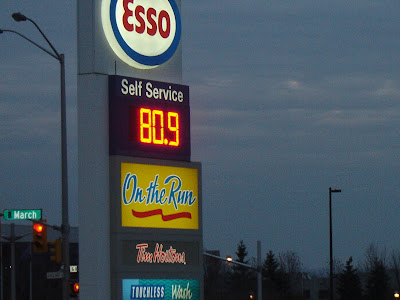 Esso
Self Service
80.9
On the Run
March
Tim Hortons
TOUCHLESS Wash